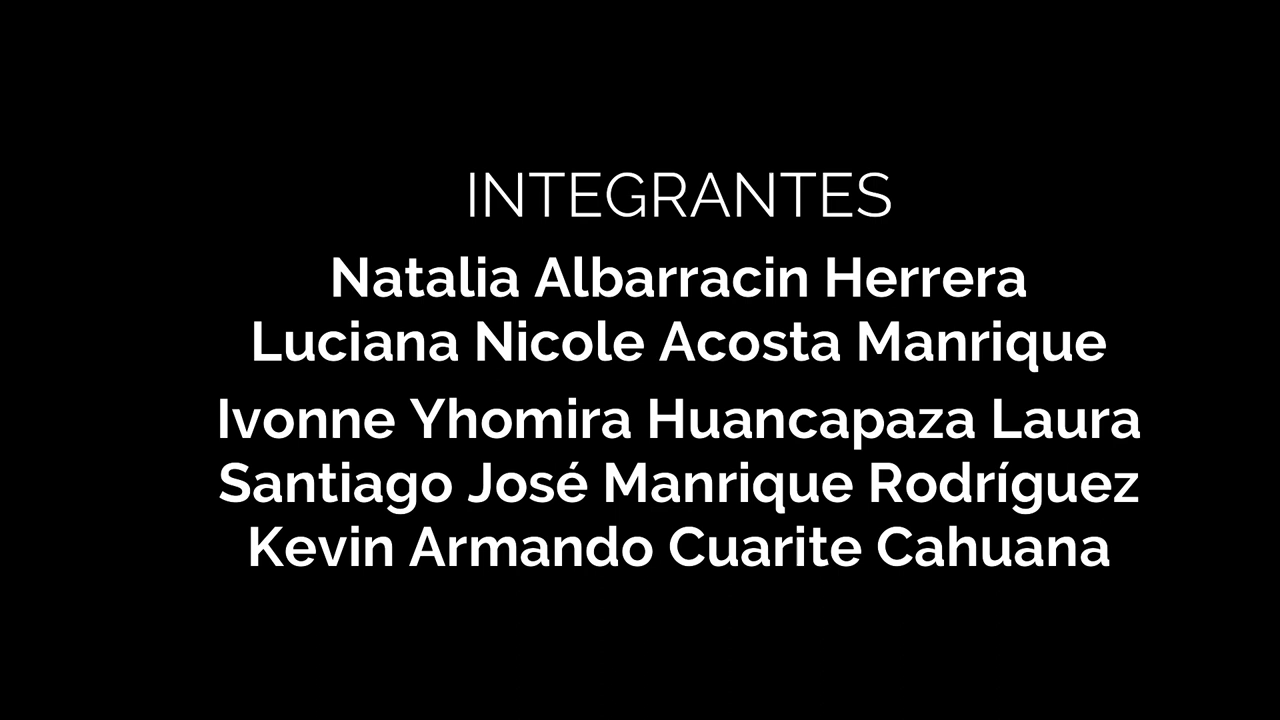 INTEGRANTES
Natalia Albarracin Herrera
Luciana Nicole Acosta Manrique
Ivonne Yhomira Huancapaza Laura
Santiago José Manrique Rodríguez
Kevin Armando Cuarite Cahuana